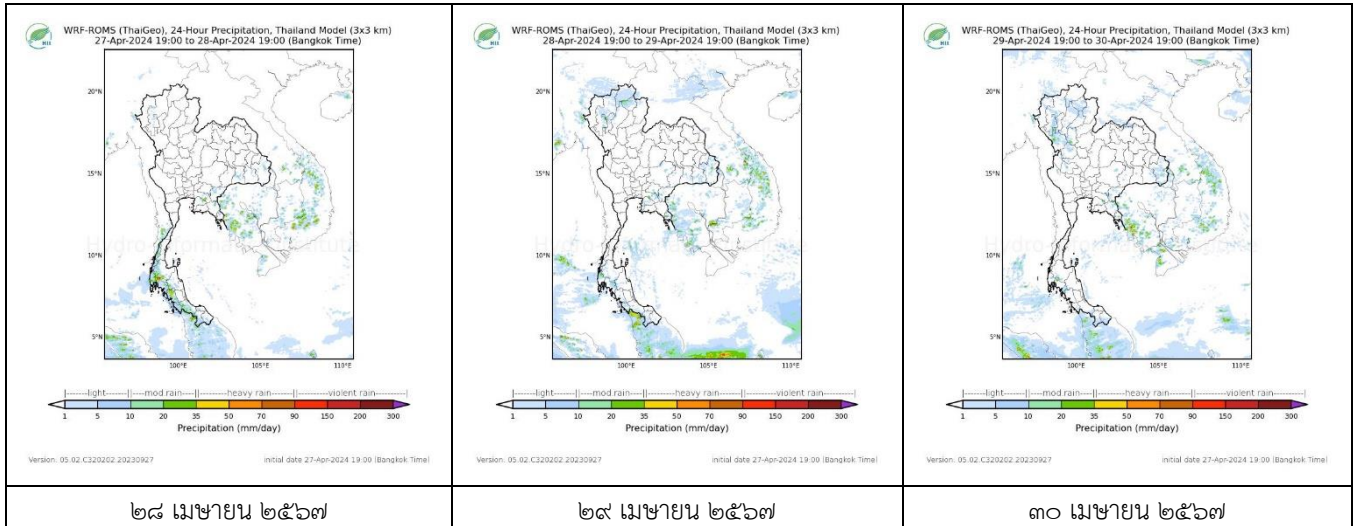 WRF-ROMS (ThaiGeo), 24-Hour Precipitation, Thailand Model (3x3 km)
27-Apr-2024 19:00 to 28-Apr-2024 19:00 (Bangkok Time)
HII
20°N
15°N
10°N
5°N
100°E 105°E 110°E
Hydro-Informatics Institute
light mod rain heavy rain violent rain
1 5 10 20 35 50 70 90 150 200 300
Precipitation (mm/day)
Version: 05.02.C320202.20230927 initial date 27-Apr-2024 19:00 (Bangkok Time)
๒๘ เมษายน ๒๕๖๗
WRF-ROMS (ThaiGeo), 24-Hour Precipitation, Thailand Model (3x3 km)
28-Apr-2024 19:00 to 29-Apr-2024 19:00 (Bangkok Time)
HII
20°N
15°N
10°N
5°N
100°E 105°E 110°E
Hydro-Informatics Institute
light mod rain heavy rain violent rain
1 5 10 20 35 50 70 90 150 200 300
Precipitation (mm/day)
Version: 05.02.C320202.20230927 initial date 27-Apr-2024 19:00 (Bangkok Time)
๒๙ เมษายน ๒๕๖๗
WRF-ROMS (ThaiGeo), 24-Hour Precipitation, Thailand Model (3x3 km)
29-Apr-2024 19:00 to 30-Apr-2024 19:00 (Bangkok Time)
HII
20°N
15°N
10°N
5°N
100°E 105°E 110°E
Hydro-Informatics Institute
light mod rain heavy rain violent rain
1 5 10 20 35 50 70 90 150 200 300
Precipitation (mm/day)
Version: 05.02.C320202.20230927 initial date 27-Apr-2024 19:00 (Bangkok Time)
๓๐ เมษายน ๒๕๖๗